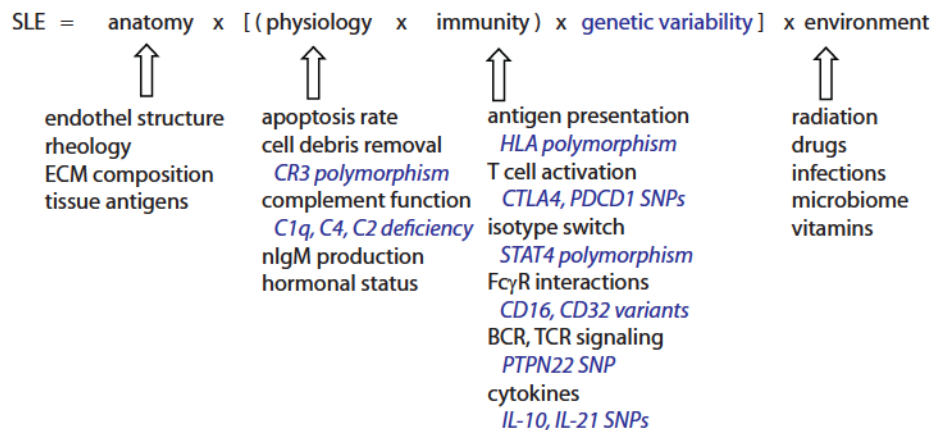 SLE = anatomy x [(physiology x immunity) x genetic variability] x environment
endothel structure
rheology
ECM composition
tissue antigens
apoptosis rate
cell debris removal
CR3 polymorphism
complement function
C1q, C4, C2 deficiency
nIgM production
hormonal status
antigen presentation
HLA polymorphism
T cell activation
CTLA4, PDCD1 SNPs
isotype switch
STAT4 polymorphism
FcγR interactions
CD16, CD32 variants
BCR, TCR signaling
PTPN22 SNP
cytokines
IL-10, IL-21 SNPs
radiation
drugs
infections
microbiome
vitamins